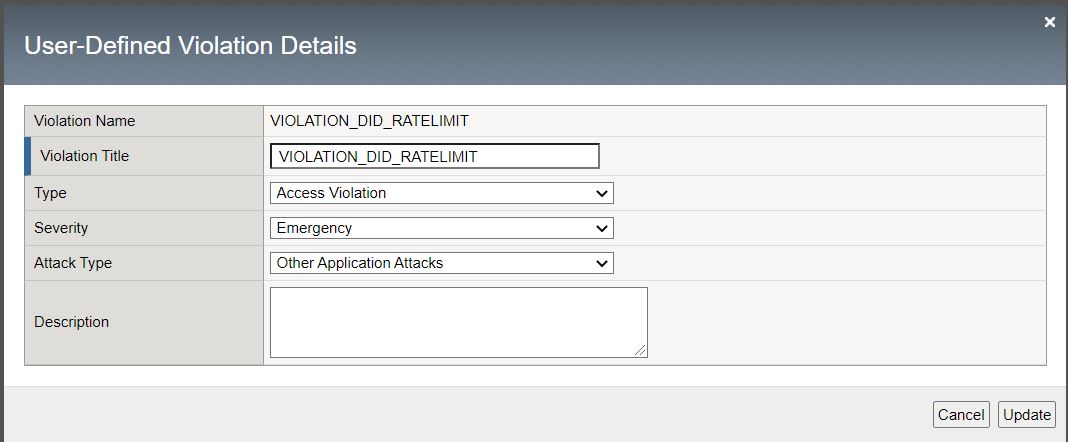 User-Defined Violation Details
×
Violation Name VIOLATION_DID_RATELIMIT
Violation Title VIOLATION_DID_RATELIMIT
Type Access Violation
Severity Emergency
Attack Type Other Application Attacks
Description
Cancel Update